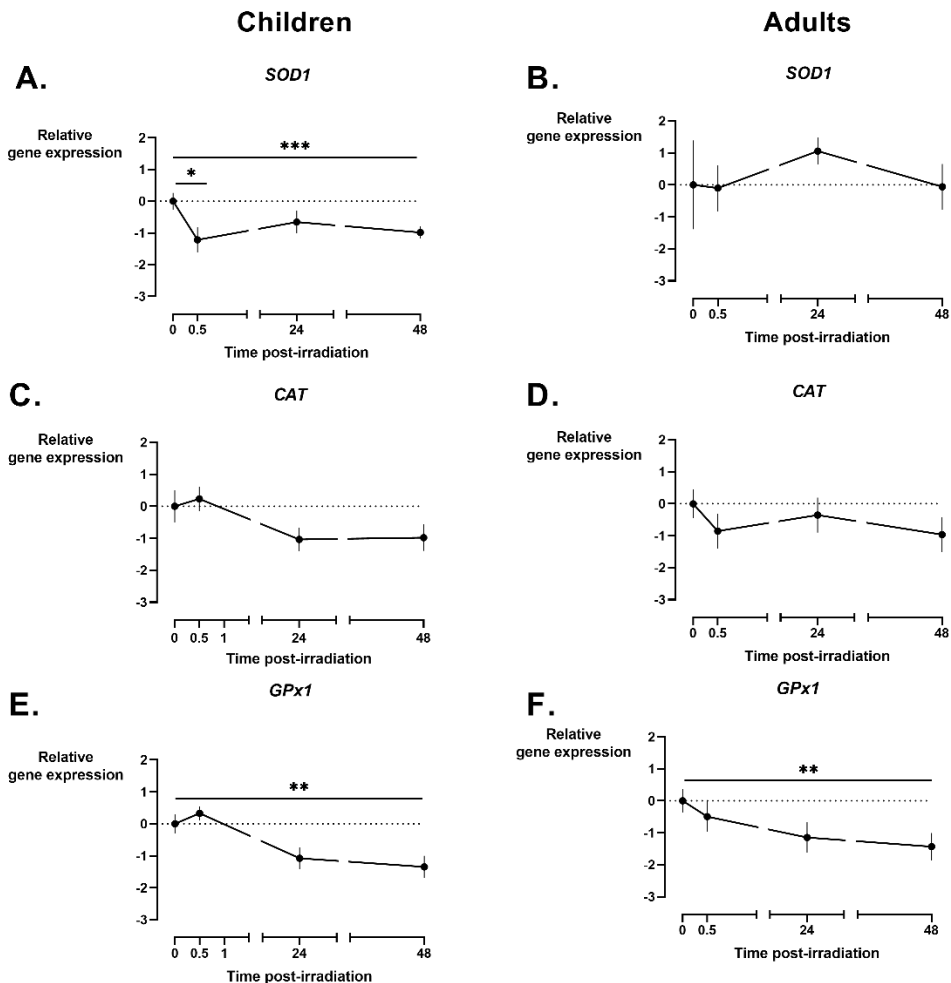 Children
Adults
A.
SOD1
Relative
gene expression
2
1
0
-1
-2
-3
***
*
0 0.5 24 48
Time post-irradiation
B.
SOD1
Relative
gene expression
2
1
0
-1
-2
-3
0 0.5 24 48
Time post-irradiation
C.
CAT
Relative
gene expression
2
1
0
-1
-2
-3
0 0.5 1 24 48
Time post-irradiation
D.
CAT
Relative
gene expression
2
1
0
-1
-2
-3
0 0.5 24 48
Time post-irradiation
E.
GPx1
Relative
gene expression
2
1
0
-1
-2
-3
**
0 0.5 1 24 48
Time post-irradiation
F.
GPx1
Relative
gene expression
2
1
0
-1
-2
-3
**
0 0.5 24 48
Time post-irradiation